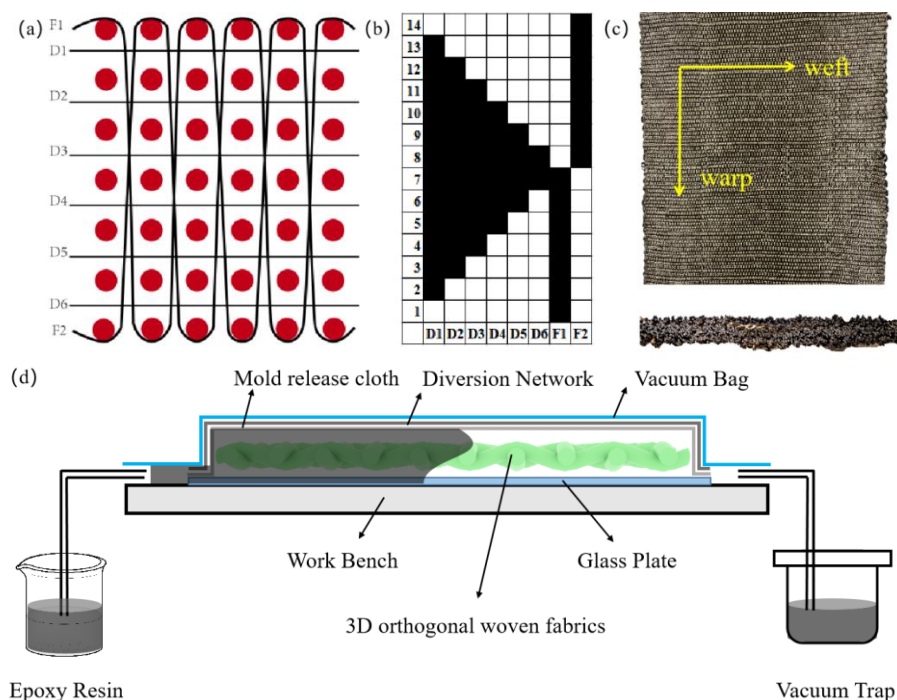 (a)
F1
D1
D2
D3
D4
D5
D6
F2
(b)
14
13
12
11
10
9
8
7
6
5
4
3
2
1
D1 D2 D3 D4 D5 D6 F1 F2
(c)
weft
warp
(d)
Mold release cloth
Diversion Network
Vacuum Bag
Work Bench
Glass Plate
3D orthogonal woven fabrics
Epoxy Resin
Vacuum Trap